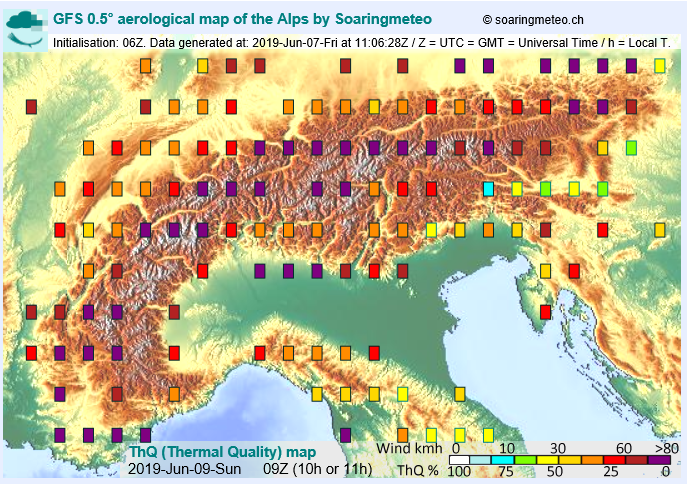 GFS 0.5° aerological map of the Alps by Soaringmeteo © soaringmeteo.ch
Initialisation: 06Z. Data generated at: 2019-Jun-07-Fri at 11:06:28Z / Z = UTC = GMT = Universal Time / h = Local T.
ThQ (Thermal Quality) map
2019-Jun-09-Sun 09Z (10h or 11h)
Wind kmh 0 10 30 60 >80
ThQ % 100 75 50 25 0